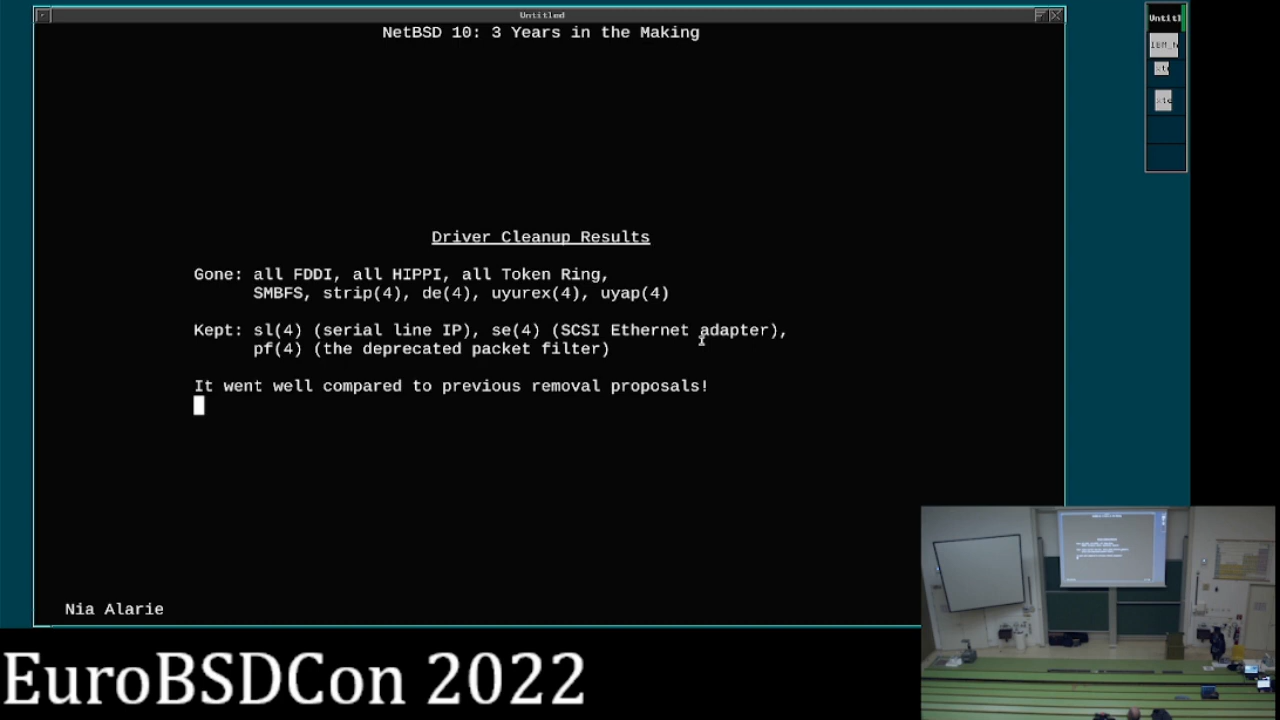 Untitled
NetBSD 10: 3 Years in the Making
Driver Cleanup Results
Gone: all FDDI, all HIPPI, all Token Ring,
SMBFS, strip(4), de(4), uyurex(4), uyap(4)
Kept: sl(4) (serial line IP), se(4) (SCSI Ethernet adapter),
pf(4) (the deprecated packet filter)
It went well compared to previous removal proposals!
Nia Alarie
EuroBSDCon 2022
Untitl